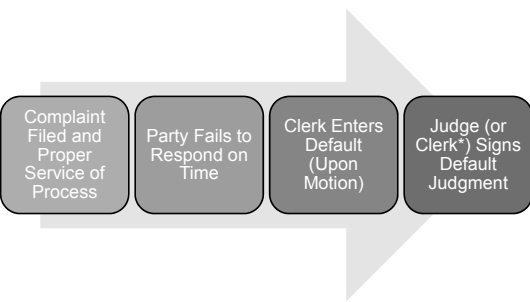 Complaint
Filed and
Proper
Service of
Process
Party Fails to
Respond on
Time
Clerk Enters
Default
(Upon
Motion)
Judge (or
Clerk*) Signs
Default
Judgment